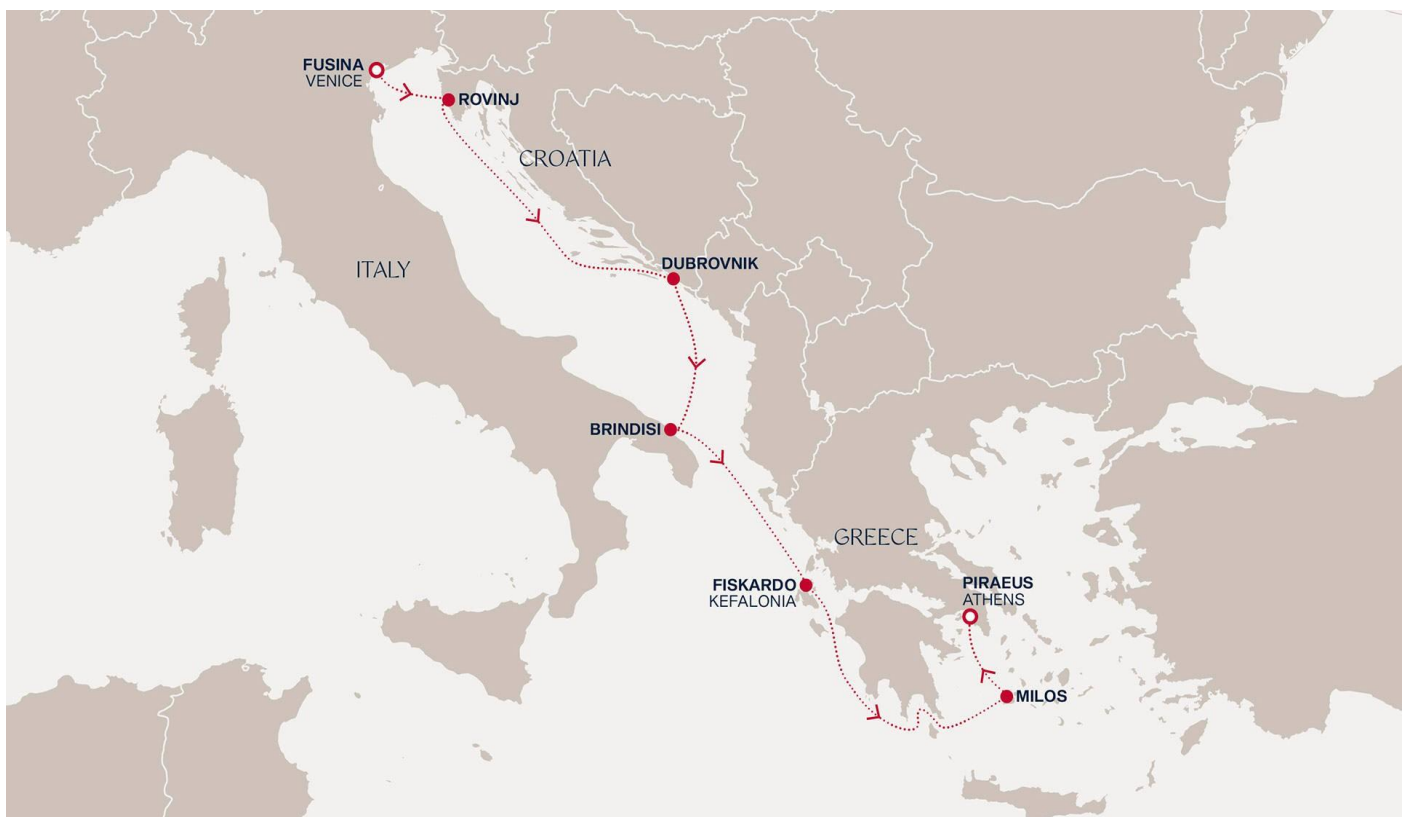 FUSINA
VENICE
ROVINJ
CROATIA
ITALY
DUBROVNIK
BRINDISI
GREECE
FISKARDO
KEFALONIA
PIRAEUS
ATHENS
MILOS